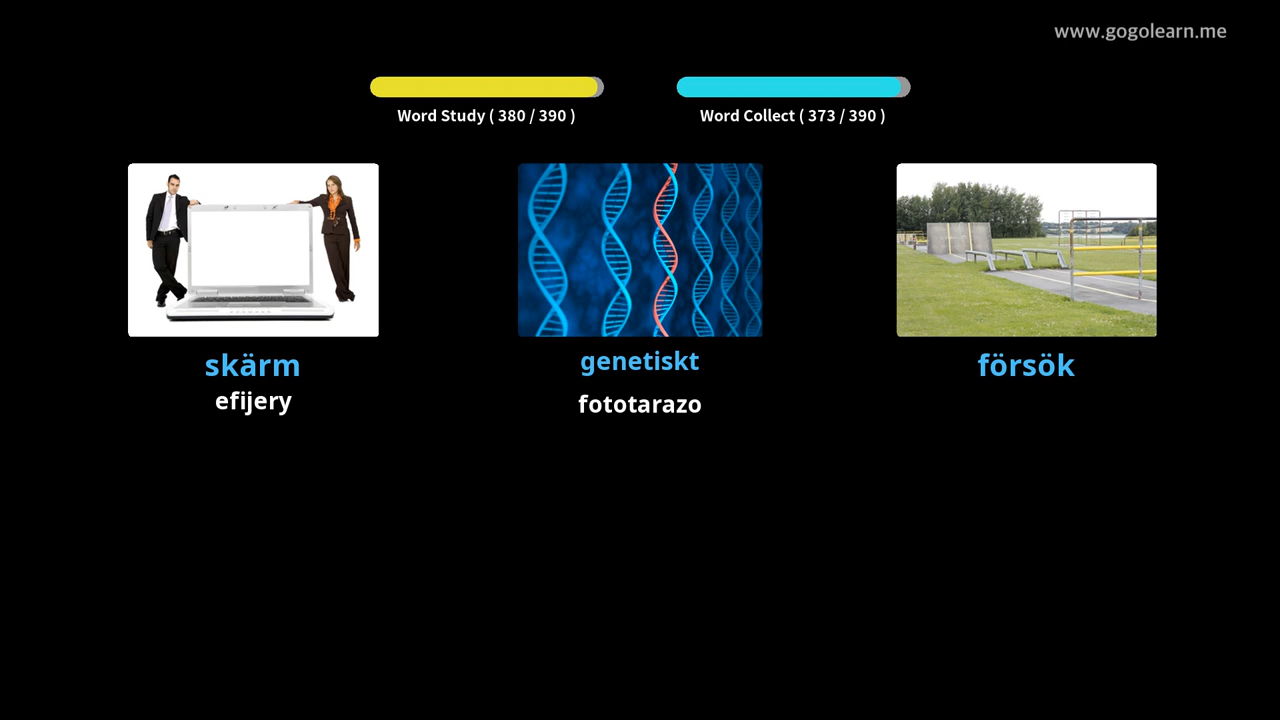 www.gogolearn.me
Word Study ( 380 / 390 )
Word Collect ( 373 / 390 )
skärm
efijery
genetiskt
fototarazo
försök